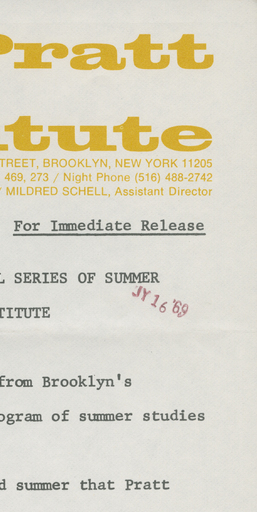 Pratt
itute
TREET, BROOKLYN, NEW YORK 11205
469, 273 / Night Phone (516) 488-2742
MILDRED SCHELL, Assistant Director
For Immediate Release
SERIES OF SUMMER
JY 16 '69
TITUTE
from Brooklyn's
ogram of summer studies
d summer that Pratt